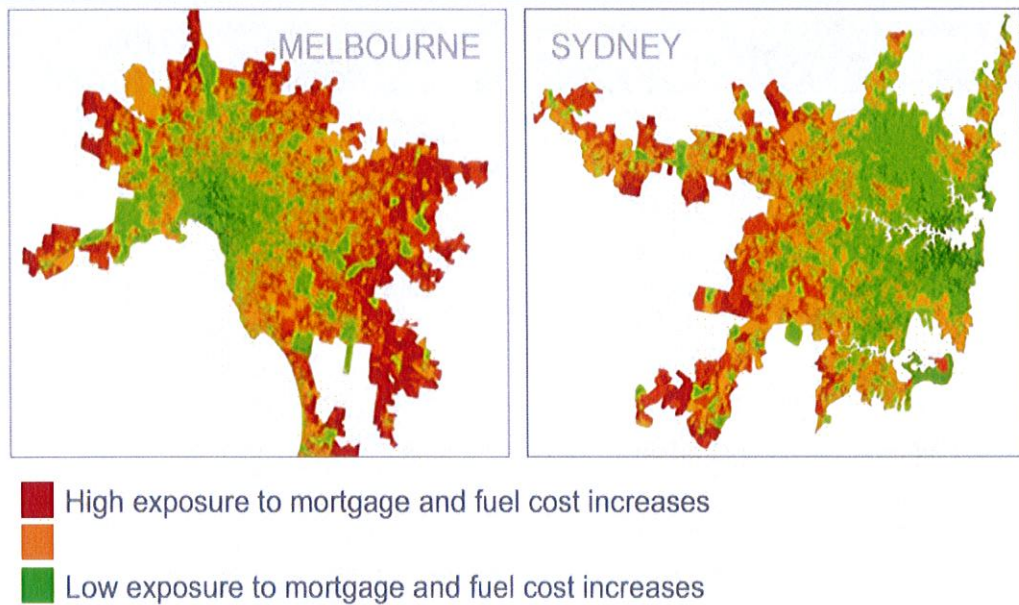 MELBOURNE
SYDNEY
High exposure to mortgage and fuel cost increases
Low exposure to mortgage and fuel cost increases